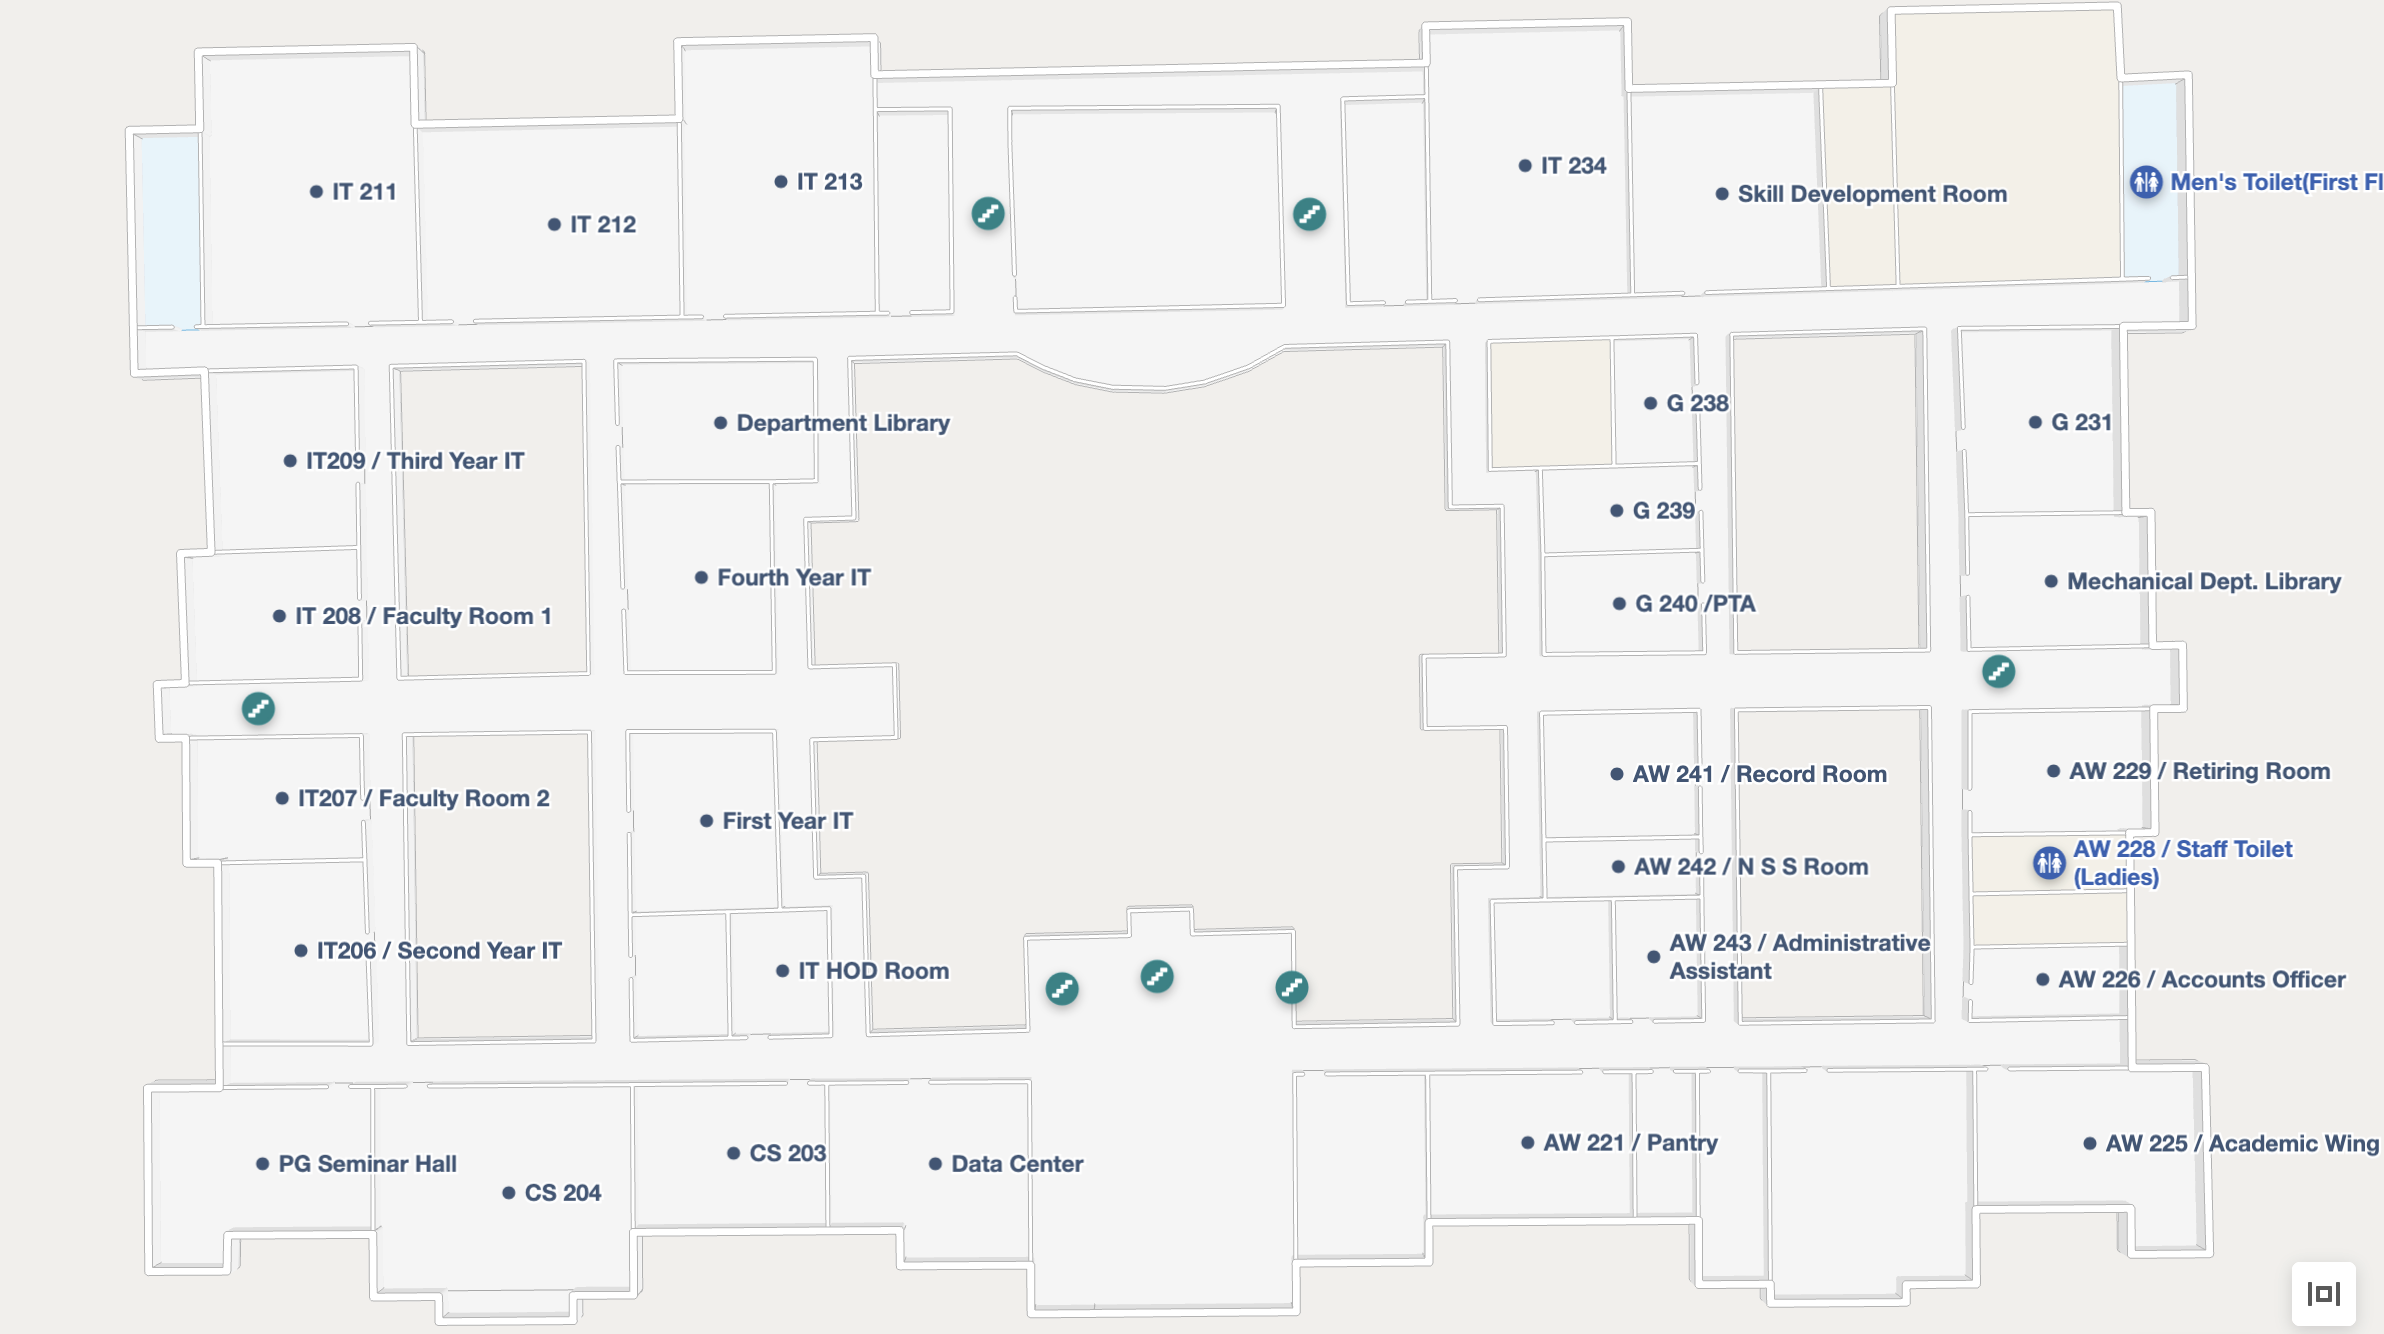 IT 234
IT 213
Men's Toilet(First Fl
IT 211
Skill Development Room
IT 212
G 238
Department Library
G 231
IT209 / Third Year IT
G 239
Fourth Year IT
Mechanical Dept. Library
G 240 /PTA
IT 208 / Faculty Room 1
AW 229 / Retiring Room
AW 241 / Record Room
IT207 / Faculty Room 2
First Year IT
AW 228 / Staff Toilet
(Ladies)
AW 242 / N S S Room
AW 243 / Administrative
Assistant
IT206 / Second Year IT
IT HOD Room
AW 226 / Accounts Officer
AW 221 / Pantry
AW 225 / Academic Wing
CS 203
PG Seminar Hall
Data Center
CS 204